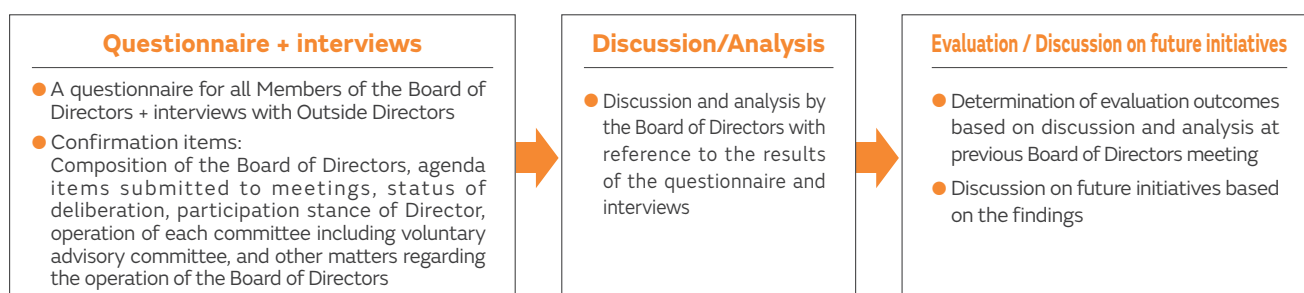 Questionnaire + interviews
● A questionnaire for all Members of the Board of
Directors + interviews with Outside Directors
● Confirmation items:
Composition of the Board of Directors, agenda
items submitted to meetings, status of
deliberation, participation stance of Director,
operation of each committee including voluntary
advisory committee, and other matters regarding
the operation of the Board of Directors
Discussion/Analysis
● Discussion and analysis by
the Board of Directors with
reference to the results
of the questionnaire and
interviews
Evaluation / Discussion on future initiatives
● Determination of evaluation outcomes
based on discussion and analysis at
previous Board of Directors meeting
● Discussion on future initiatives based
on the findings